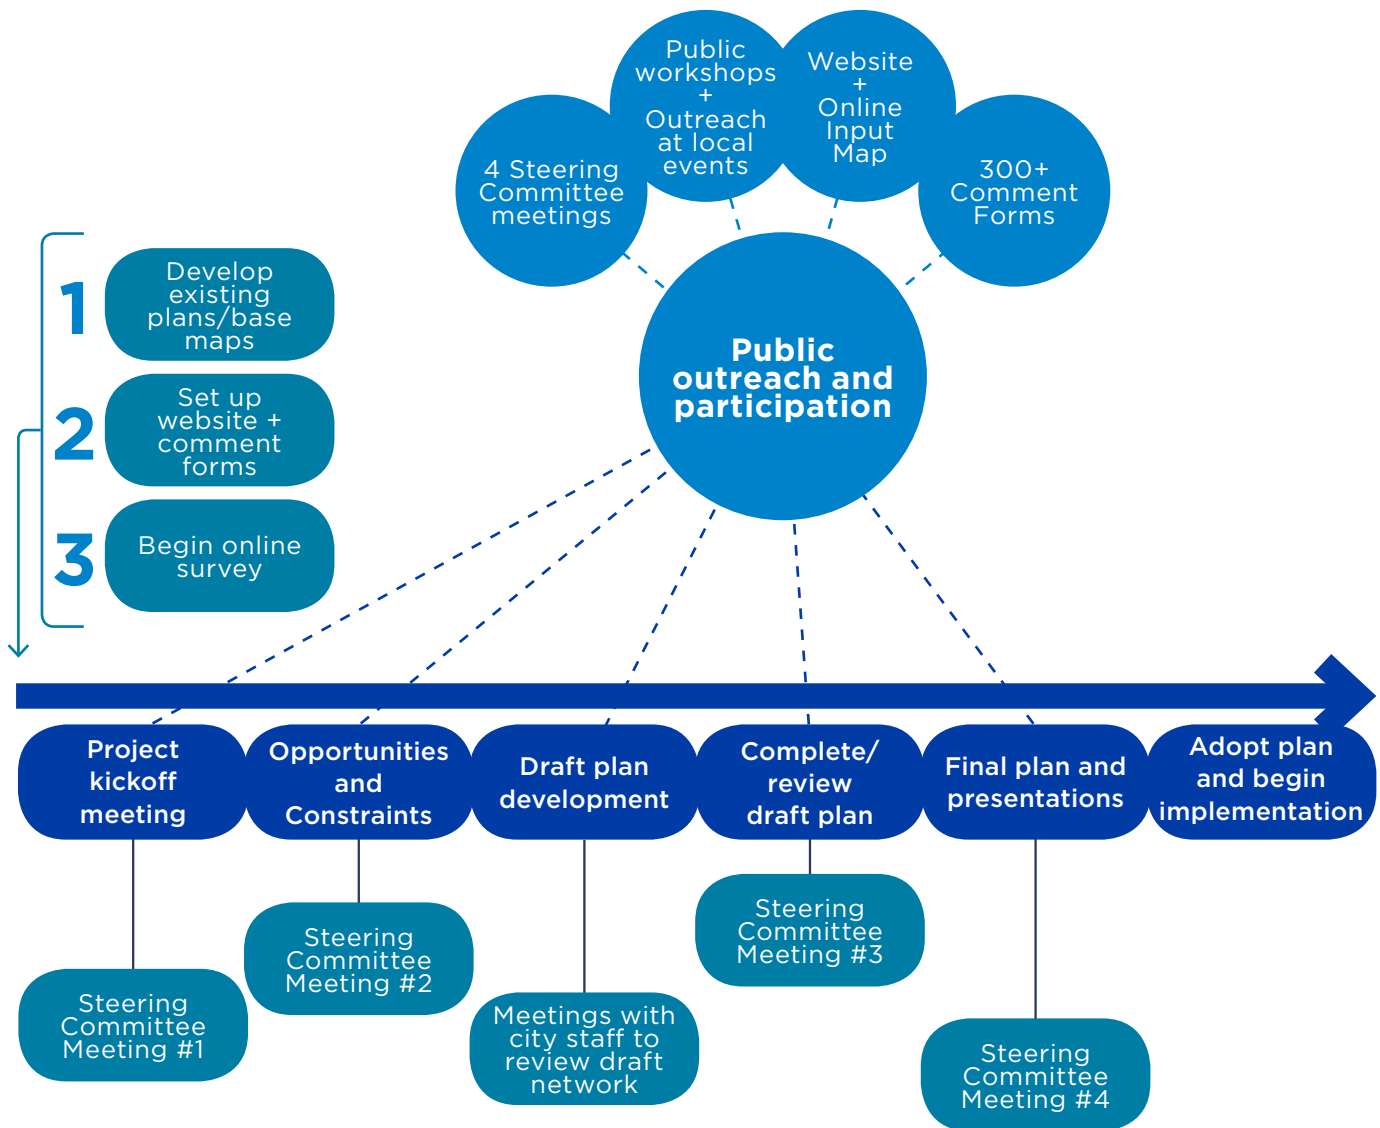 Public
workshops
+
Outreach
at local
events
Website
+
Online
Input
Map
4 Steering
Committee
meetings
300+
Comment
Forms
Public
outreach and
participation
1
Develop
existing
plans/base
maps
2
Set up
website +
comment
forms
3
Begin online
survey
Project
kickoff
meeting
Opportunities
and
Constraints
Draft plan
development
Complete/
review
draft plan
Final plan and
presentations
Adopt plan
and begin
implementation
Steering
Committee
Meeting #1
Steering
Committee
Meeting #2
Meetings with
city staff to
review draft
network
Steering
Committee
Meeting #3
Steering
Committee
Meeting #4